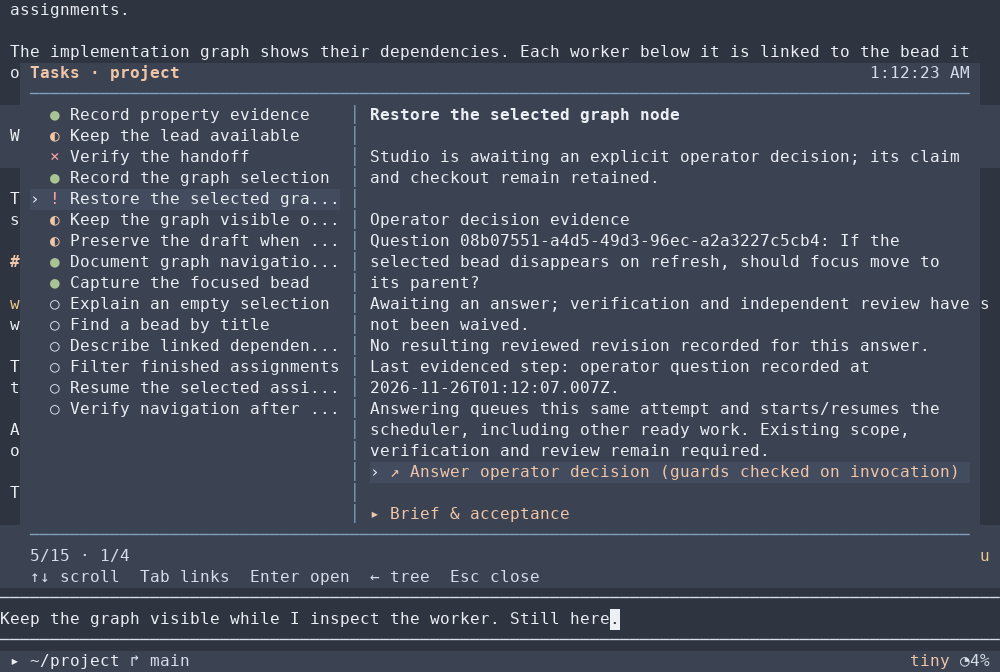 assignments.
The implementation graph shows their dependencies. Each worker below it is linked to the bead it
o
Tasks · project 1:12:23 AM
● Record property evidence │ Restore the selected graph node
W ◐ Keep the lead available │
× Verify the handoff │ Studio is awaiting an explicit operator decision; its claim
● Record the graph selection │ and checkout remain retained.
T › ! Restore the selected gra... │
s ◐ Keep the graph visible o... │ Operator decision evidence
◐ Preserve the draft when ... │ Question 08b07551-a4d5-49d3-96ec-a2a3227c5cb4: If the
# ● Document graph navigatio... │ selected bead disappears on refresh, should focus move to
● Capture the focused bead │ its parent?
w ○ Explain an empty selection │ Awaiting an answer; verification and independent review have s
w ○ Find a bead by title │ not been waived.
○ Describe linked dependen... │ No resulting reviewed revision recorded for this answer.
T ○ Filter finished assignments │ Last evidenced step: operator question recorded at
t ○ Resume the selected assi... │ 2026-11-26T01:12:07.007Z.
○ Verify navigation after ... │ Answering queues this same attempt and starts/resumes the
A │ scheduler, including other ready work. Existing scope,
o │ verification and review remain required.
│ › ↗ Answer operator decision (guards checked on invocation)
T │
│ ▸ Brief & acceptance
5/15 · 1/4 u
↑↓ scroll Tab links Enter open ← tree Esc close
Keep the graph visible while I inspect the worker. Still here.
▸ ~/project ↱ main tiny ◔4%